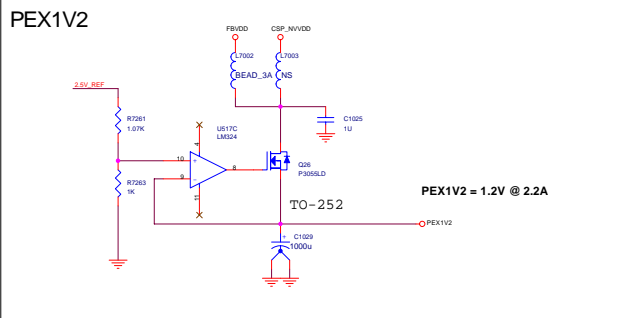 PEX1V2
FBVDD
CSP_NVVDD
L7002
L7003
BEAD_3A
NS
2.5V_REF
R7261
1.07K
C1025
1U
U517C
LM324
4
10
+
8
9
-
11
Q26
P3055LD
R7263
1K
TO-252
PEX1V2 = 1.2V @ 2.2A
PEX1V2
+
C1029
1000u